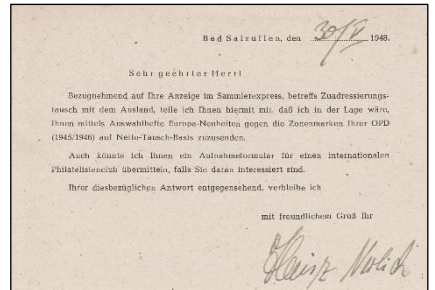 Bad Salzuflen, den 30/V 1948.
Sehr geehrter Herr!
Bezugnehmend auf Ihre Anzeige im Sammlerexpress, betreffs Zuadressierungs-
tausch mit dem Ausland, teile ich Ihnen hiermit mit, daß ich in der Lage wäre,
Ihnen mittels Auswahlhefte Europa-Neuheiten gegen die Zonenmarken Ihrer OPD
(1945/1946) auf Netto-Tausch-Basis zuzusenden.
Auch könnte ich Ihnen ein Aufnahmeformular für einen internationalen
Philatelistenclub übermitteln, falls Sie daran interessiert sind.
Ihrer diesbezüglichen Antwort entgegensehend, verbleibe ich
mit freundlichem Gruß Ihr
Heinz